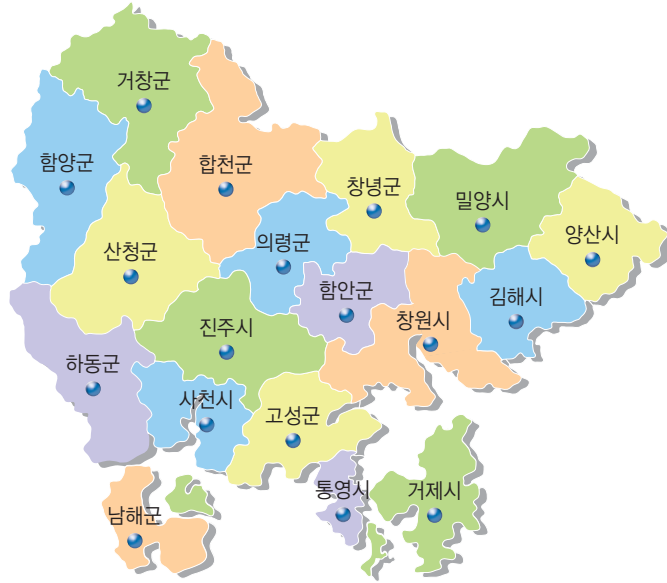 거창군
함양군
합천군
창녕군
밀양시
산청군
의령군
양산시
함안군
김해시
진주시
창원시
하동군
사천시
고성군
통영시
거제시
남해군